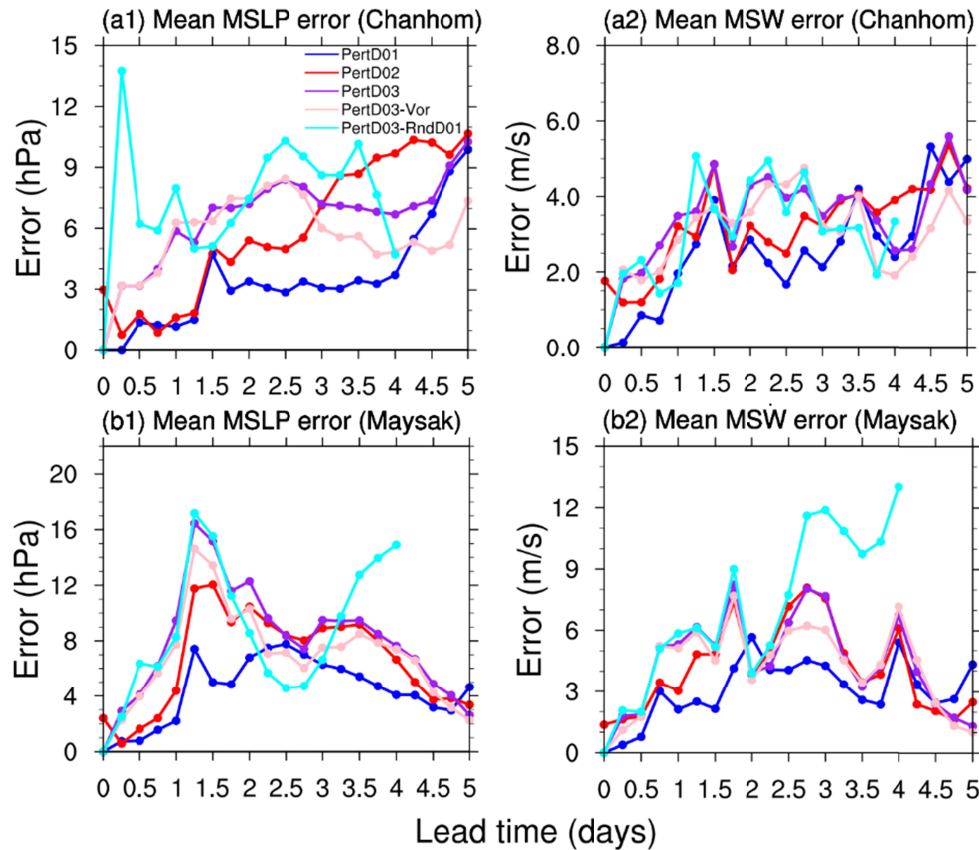 (a1) Mean MSLP error (Chanhom)
15
12
9
6
3
0
Error (hPa)
PertD01
PertD02
PertD03
PertD03-Vor
PertD03-RndD01
0 0.5 1 1.5 2 2.5 3 3.5 4 4.5 5
(a2) Mean MSW error (Chanhom)
8.0
6.0
4.0
2.0
0.0
Error (m/s)
0 0.5 1 1.5 2 2.5 3 3.5 4 4.5 5
(b1) Mean MSLP error (Maysak)
20
16
12
8
4
0
Error (hPa)
0 0.5 1 1.5 2 2.5 3 3.5 4 4.5 5
(b2) Mean MSW error (Maysak)
15
12
9
6
3
0
Error (m/s)
0 0.5 1 1.5 2 2.5 3 3.5 4 4.5 5
Lead time (days)